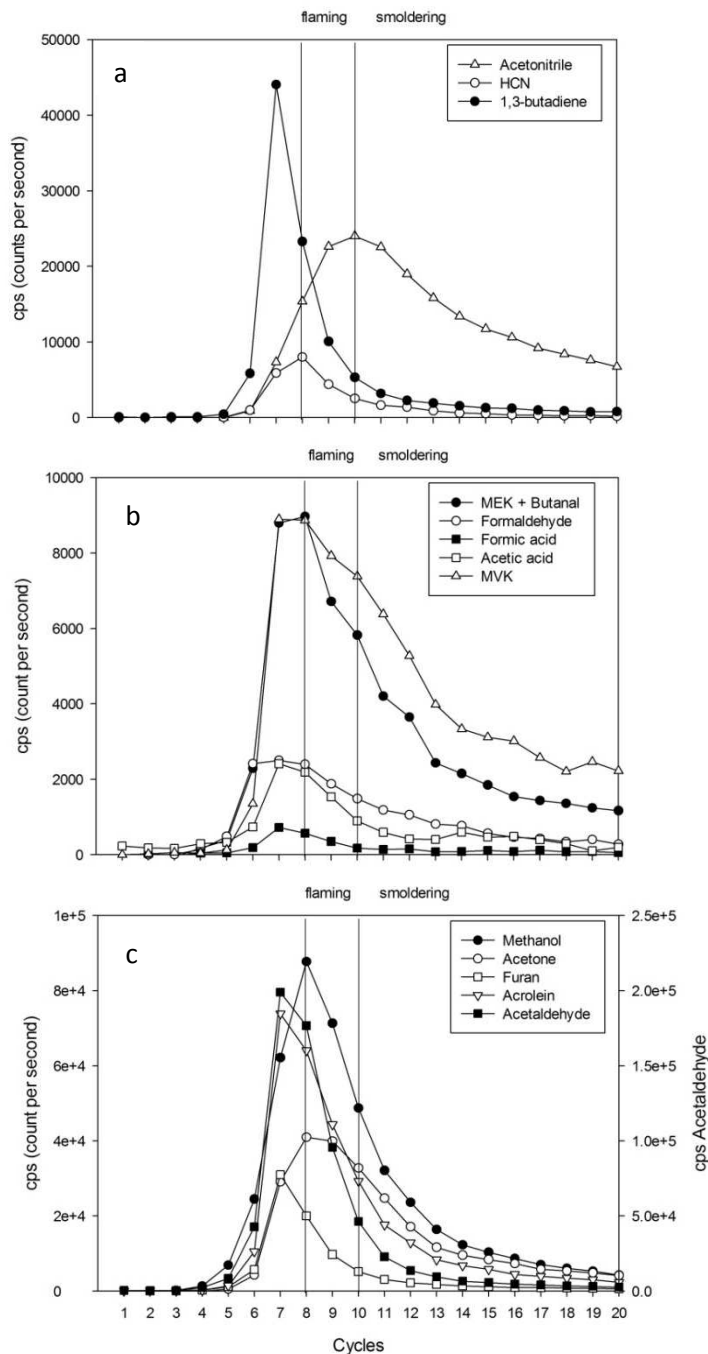 flaming smoldering
a
50000
40000
30000
20000
10000
0
cps (counts per second)
Acetonitrile
HCN
1,3-butadiene
flaming smoldering
b
10000
8000
6000
4000
2000
0
cps (count per second)
MEK + Butanal
Formaldehyde
Formic acid
Acetic acid
MVK
flaming smoldering
c
1e+5
8e+4
6e+4
4e+4
2e+4
0
cps (count per second)
Methanol
Acetone
Furan
Acrolein
Acetaldehyde
2.5e+5
2.0e+5
1.5e+5
1.0e+5
5.0e+4
0.0
cps Acetaldehyde
1 2 3 4 5 6 7 8 9 10 11 12 13 14 15 16 17 18 19 20
Cycles